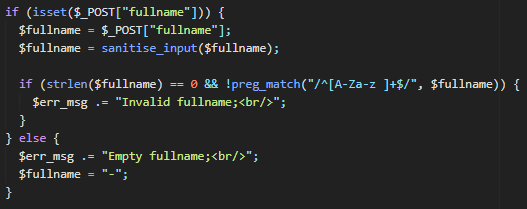 if (isset($_POST["fullname"])) {
  $fullname = $_POST["fullname"];
  $fullname = sanitise_input($fullname);

  if (strlen($fullname) == 0 && !preg_match("/^[A-Za-z ]+$/", $fullname)) {
    $err_msg .= "Invalid fullname;<br/>";
  }
} else {
  $err_msg .= "Empty fullname;<br/>";
  $fullname = "-";
}